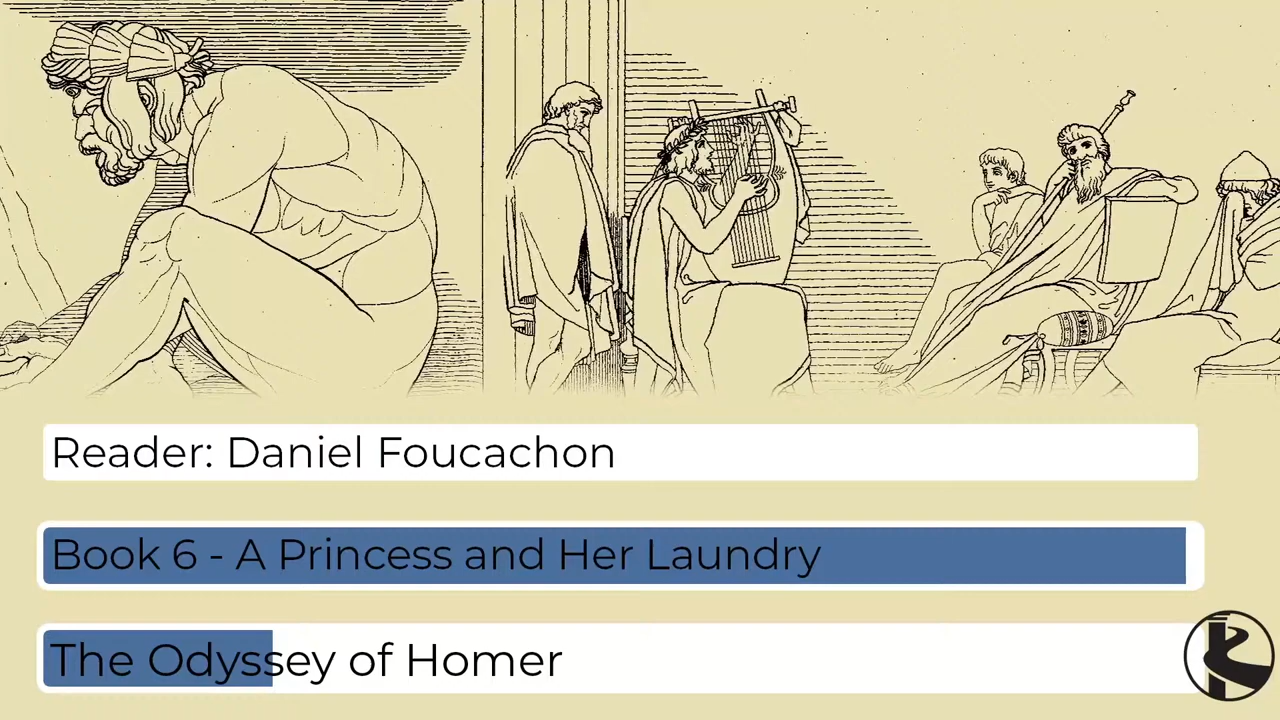 Reader: Daniel Foucachon
Book 6 - A Princess and Her Laundry
The Odyssey of Homer